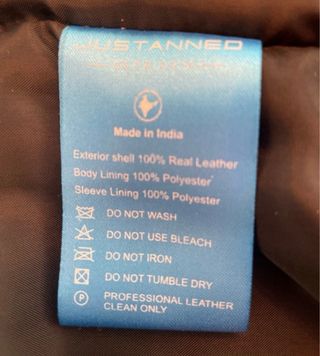 JUSTANNED
Made in India
Exterior shell 100% Real Leather
Body Lining 100% Polyester
Sleeve Lining 100% Polyester
DO NOT WASH
DO NOT USE BLEACH
DO NOT IRON
DO NOT TUMBLE DRY
P PROFESSIONAL LEATHER
CLEAN ONLY